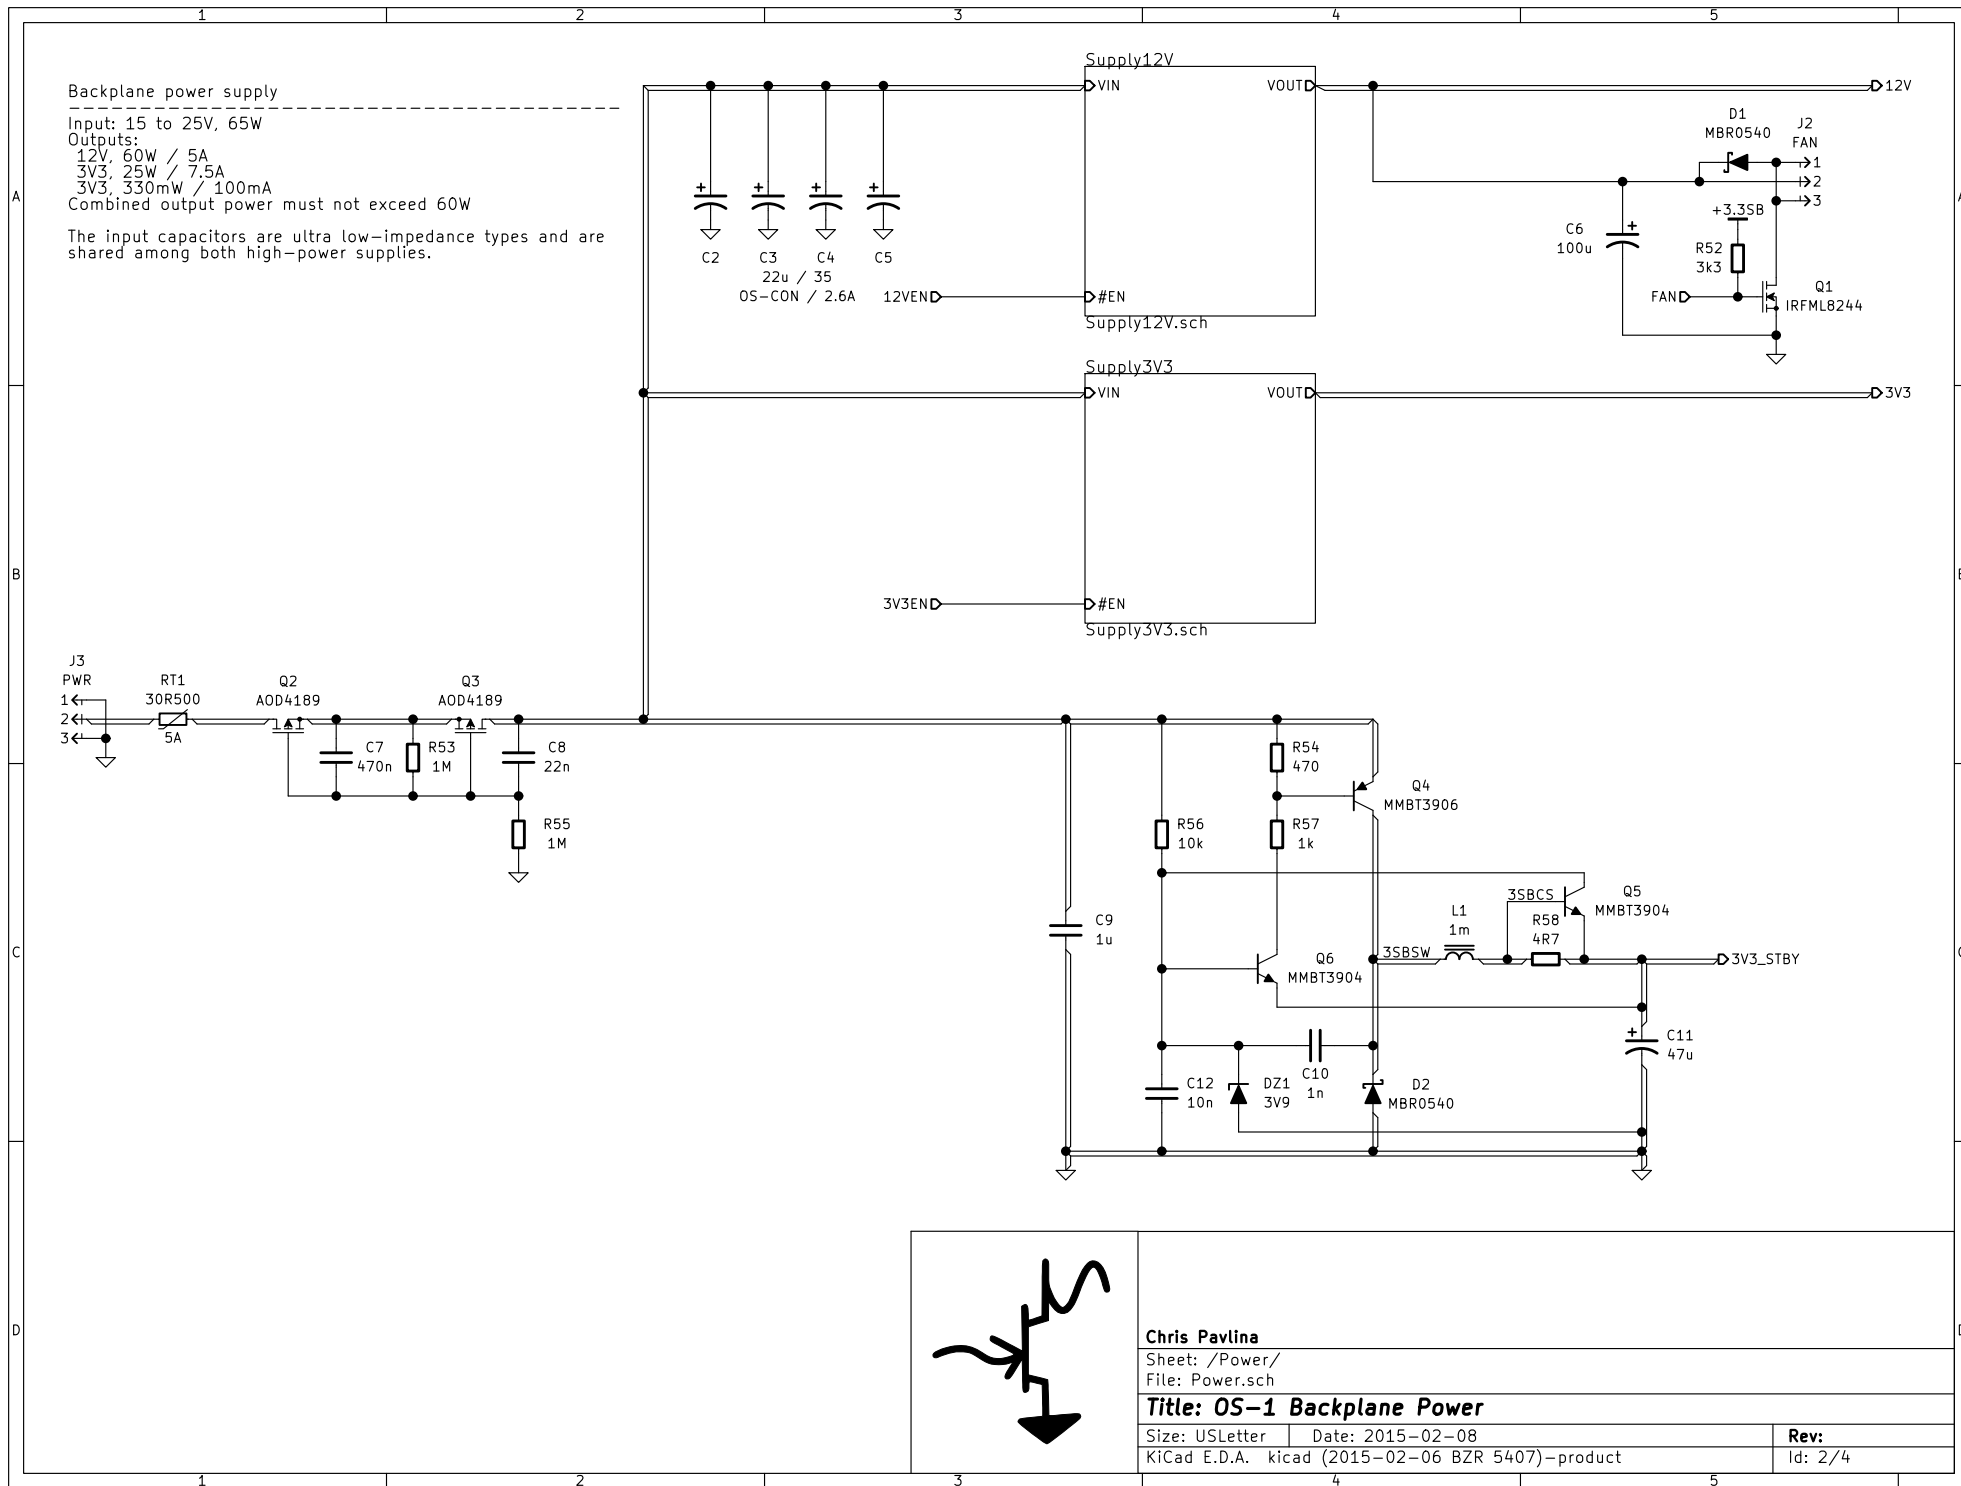 1 2 3 4 5
Backplane power supply
Input: 15 to 25V, 65W
Outputs:
12V, 60W / 5A
3V3, 25W / 7.5A
3V3, 330mW / 100mA
Combined output power must not exceed 60W
The input capacitors are ultra low-impedance types and are
shared among both high-power supplies.
A
C2
C3
C4
C5
22u / 35
OS-CON / 2.6A
Supply12V
VIN
VOUT
12VEN
#EN
Supply12V.sch
12V
D1
MBR0540
J2
FAN
1
2
3
+3.3SB
C6
100u
R52
3k3
FAN
Q1
IRFML8244
Supply3V3
VIN
VOUT
3V3
B
3V3EN
#EN
Supply3V3.sch
J3
PWR
1
2
3
RT1
30R500
5A
Q2
AOD4189
Q3
AOD4189
C7
470n
R53
1M
C8
22n
R55
1M
R54
470
Q4
MMBT3906
R56
10k
R57
1k
C
C9
1u
Q6
MMBT3904
3SBSW
L1
1m
3SBCS
R58
4R7
Q5
MMBT3904
3V3_STBY
C11
47u
C12
10n
DZ1
3V9
C10
1n
D2
MBR0540
D
Chris Pavlina
Sheet: /Power/
File: Power.sch
Title: OS-1 Backplane Power
Size: USLetter
Date: 2015-02-08
Rev:
KiCad E.D.A. kicad (2015-02-06 BZR 5407)-product
Id: 2/4
1 2 3 4 5